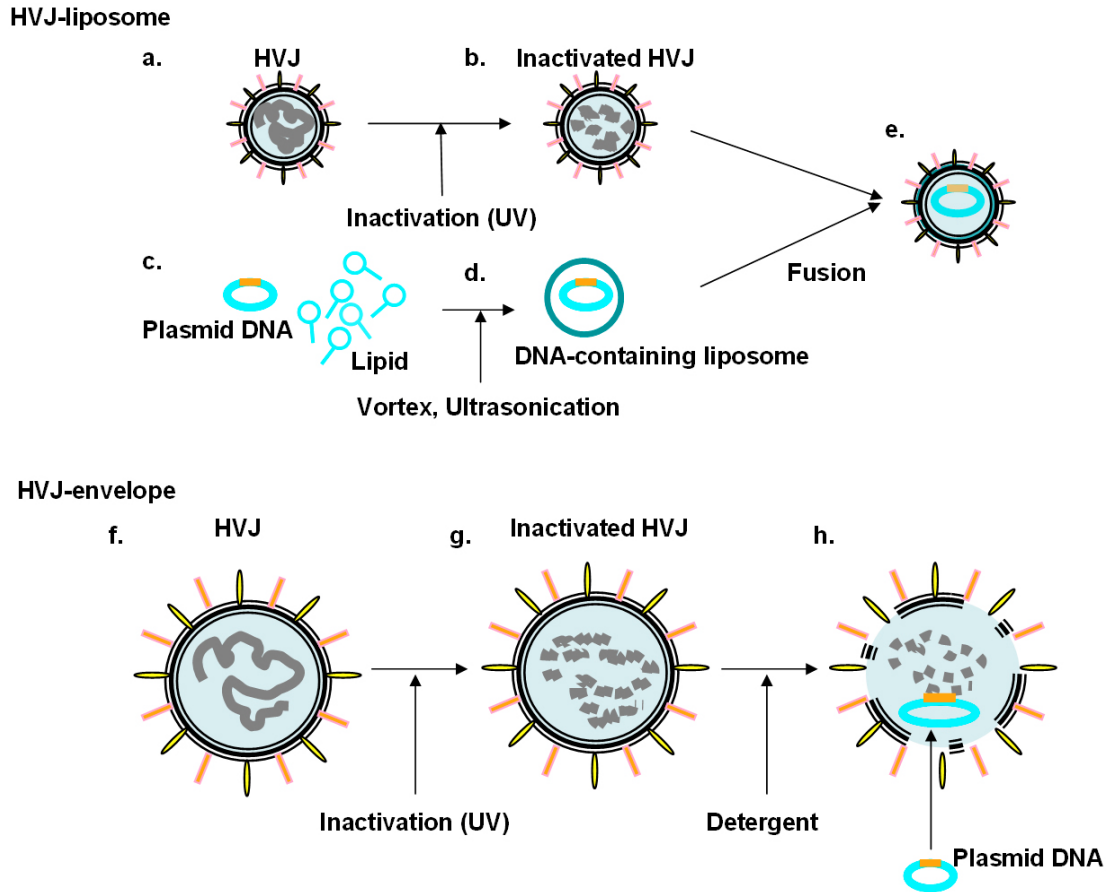 HVJ-liposome
a.
HVJ
b.
Inactivated HVJ
e.
Inactivation (UV)
c.
d.
Fusion
Plasmid DNA
Lipid
DNA-containing liposome
Vortex, Ultrasonication
HVJ-envelope
f.
HVJ
g.
Inactivated HVJ
h.
Inactivation (UV)
Detergent
Plasmid DNA